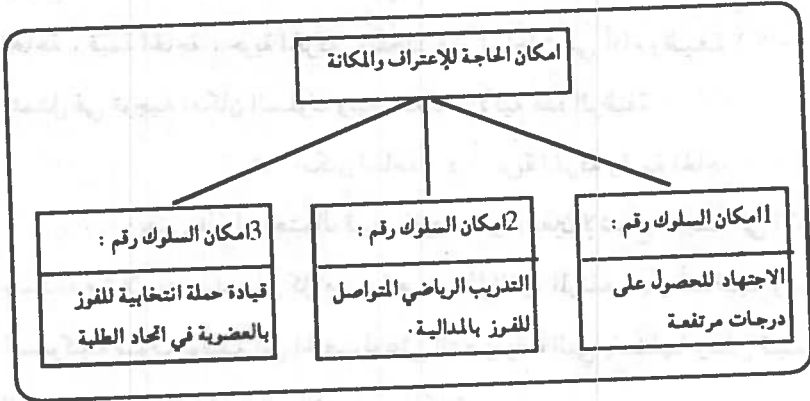 امكان الحاجة للإعتراف والمكانة
1امكان السلوك رقم :
الاجتهاد للحصول على
درجات مرتفعة
2امكان السلوك رقم :
التدريب الرياضي المتواصل
للفوز بالمدالية.
3امكان السلوك رقم :
قيادة حملة انتخابية للفوز
بالعضوية في اتحاد الطلبة